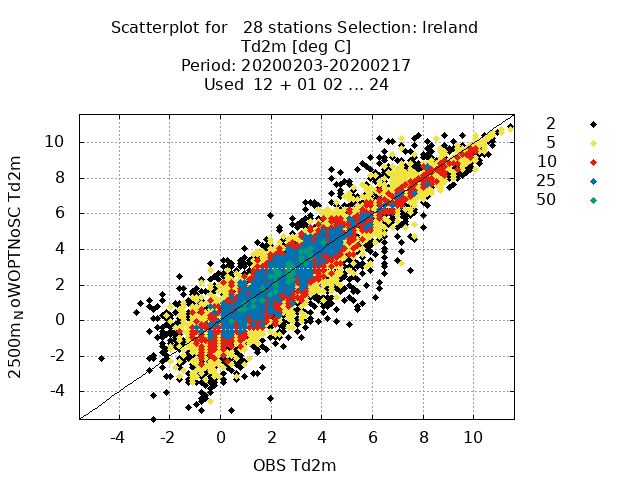 Scatterplot for   28 stations Selection: Ireland
Td2m [deg C]
Period: 20200203-20200217
Used  12 + 01 02 ... 24
2
5
10
25
50
10
8
6
4
2
0
-2
-4
2500m_NoWOPTNoSC Td2m
-4 -2 0 2 4 6 8 10
OBS Td2m